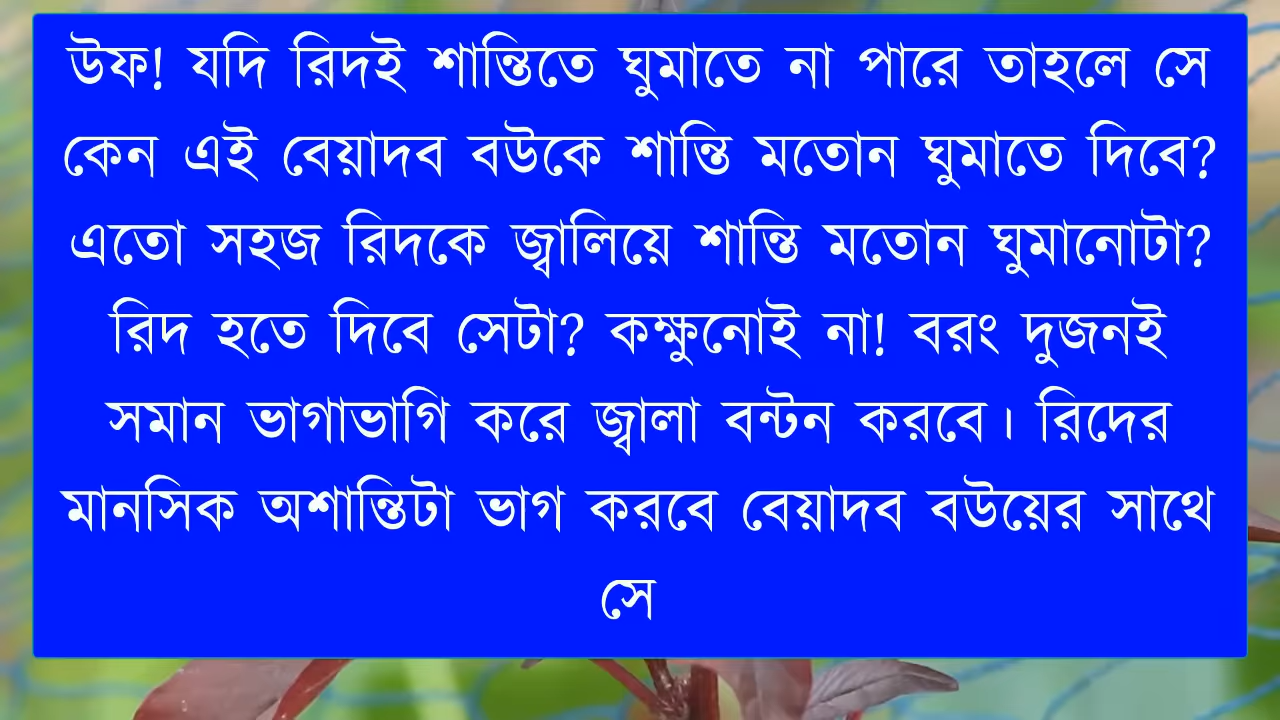 উফ! যদি রিদই শান্তিতে ঘুমাতে না পারে তাহলে সে
কেন এই বেয়াদব বউকে শান্তি মতোন ঘুমাতে দিবে?
এতো সহজ রিদকে জ্বালিয়ে শান্তি মতোন ঘুমানোটা?
রিদ হতে দিবে সেটা? কক্ষুনোই না! বরং দুজনই
সমান ভাগাভাগি করে জ্বালা বন্টন করবে। রিদের
মানসিক অশান্তিটা ভাগ করবে বেয়াদব বউয়ের সাথে
সে